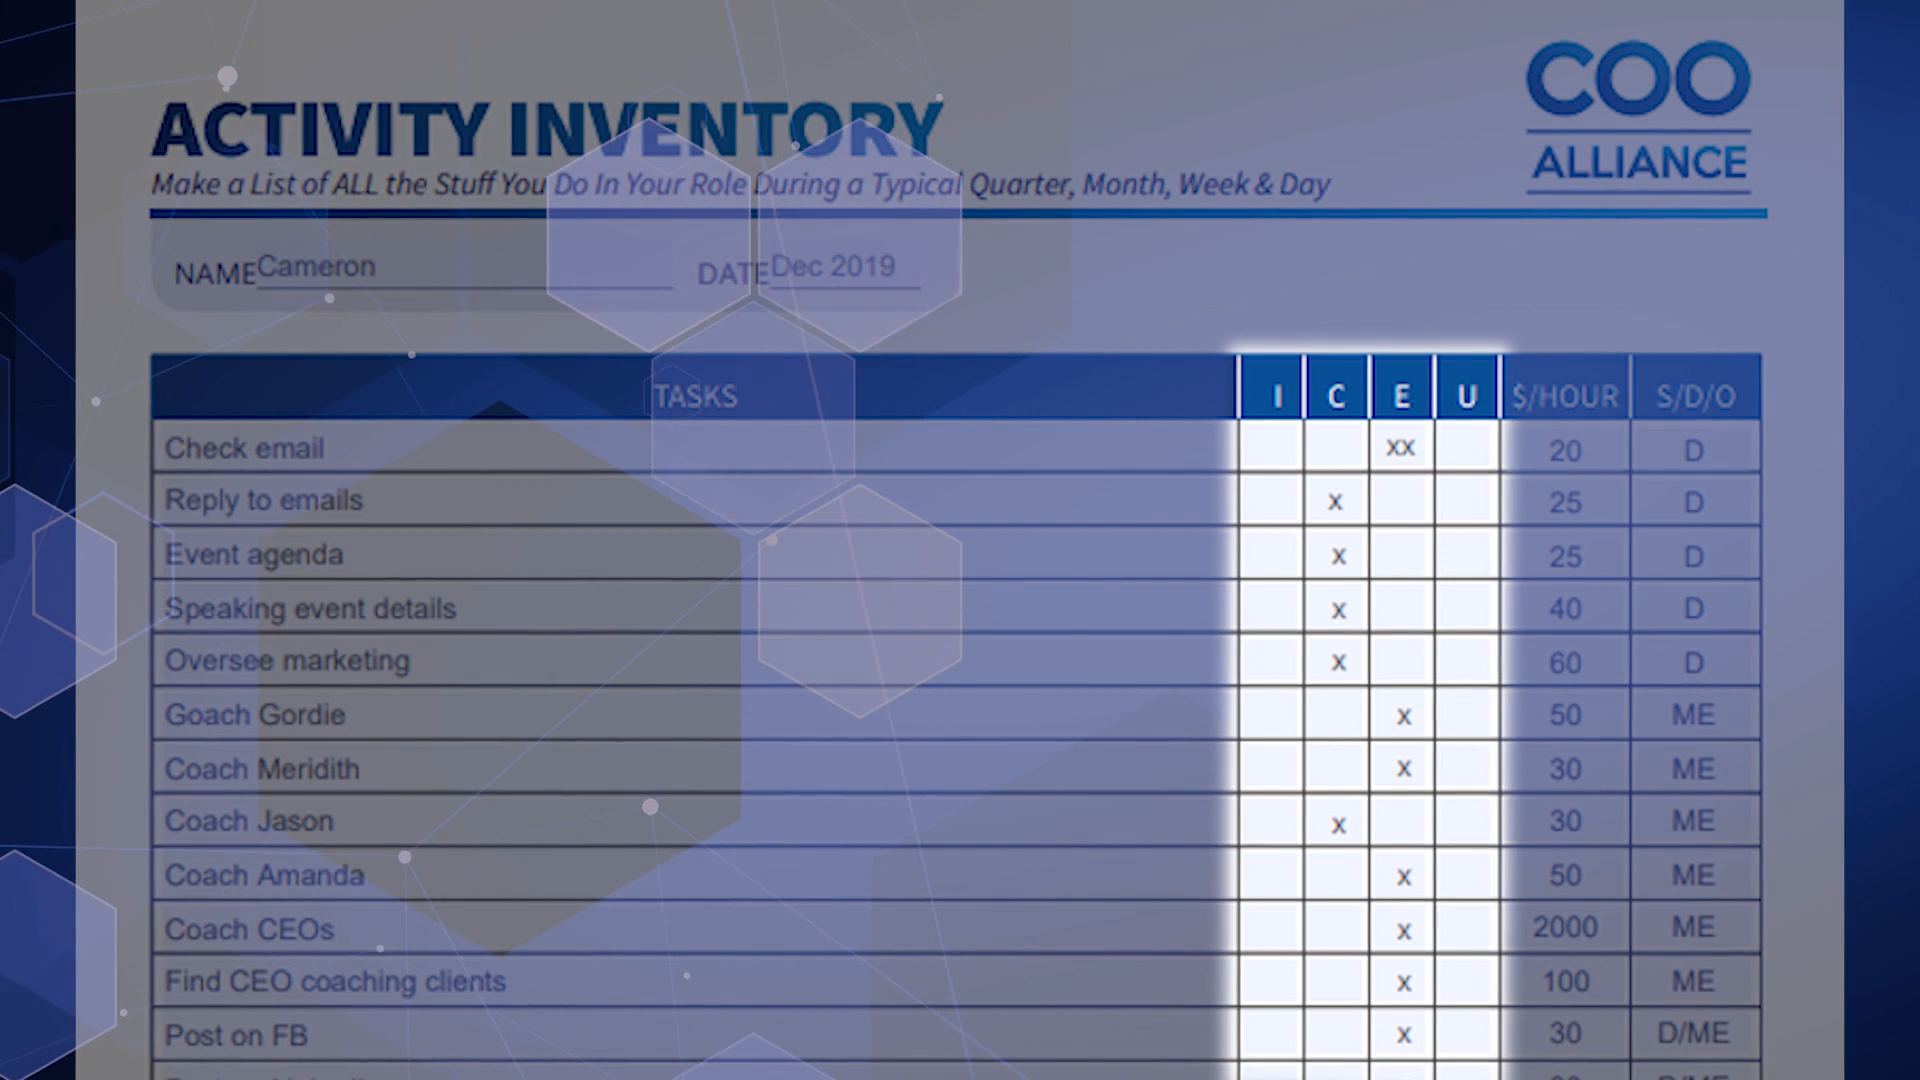 COO
ALLIANCE
ACTIVITY INVENTORY
Make a List of ALL the Stuff You Do In Your Role During a Typical Quarter, Month, Week & Day
NAME Cameron DATE Dec 2019
TASKS I C E U $/HOUR S/D/O
Check email xx 20 D
Reply to emails x 25 D
Event agenda x 25 D
Speaking event details x 40 D
Oversee marketing x 60 D
Goach Gordie x 50 ME
Coach Meridith x 30 ME
Coach Jason x 30 ME
Coach Amanda x 50 ME
Coach CEOs x 2000 ME
Find CEO coaching clients x 100 ME
Post on FB x 30 D/ME